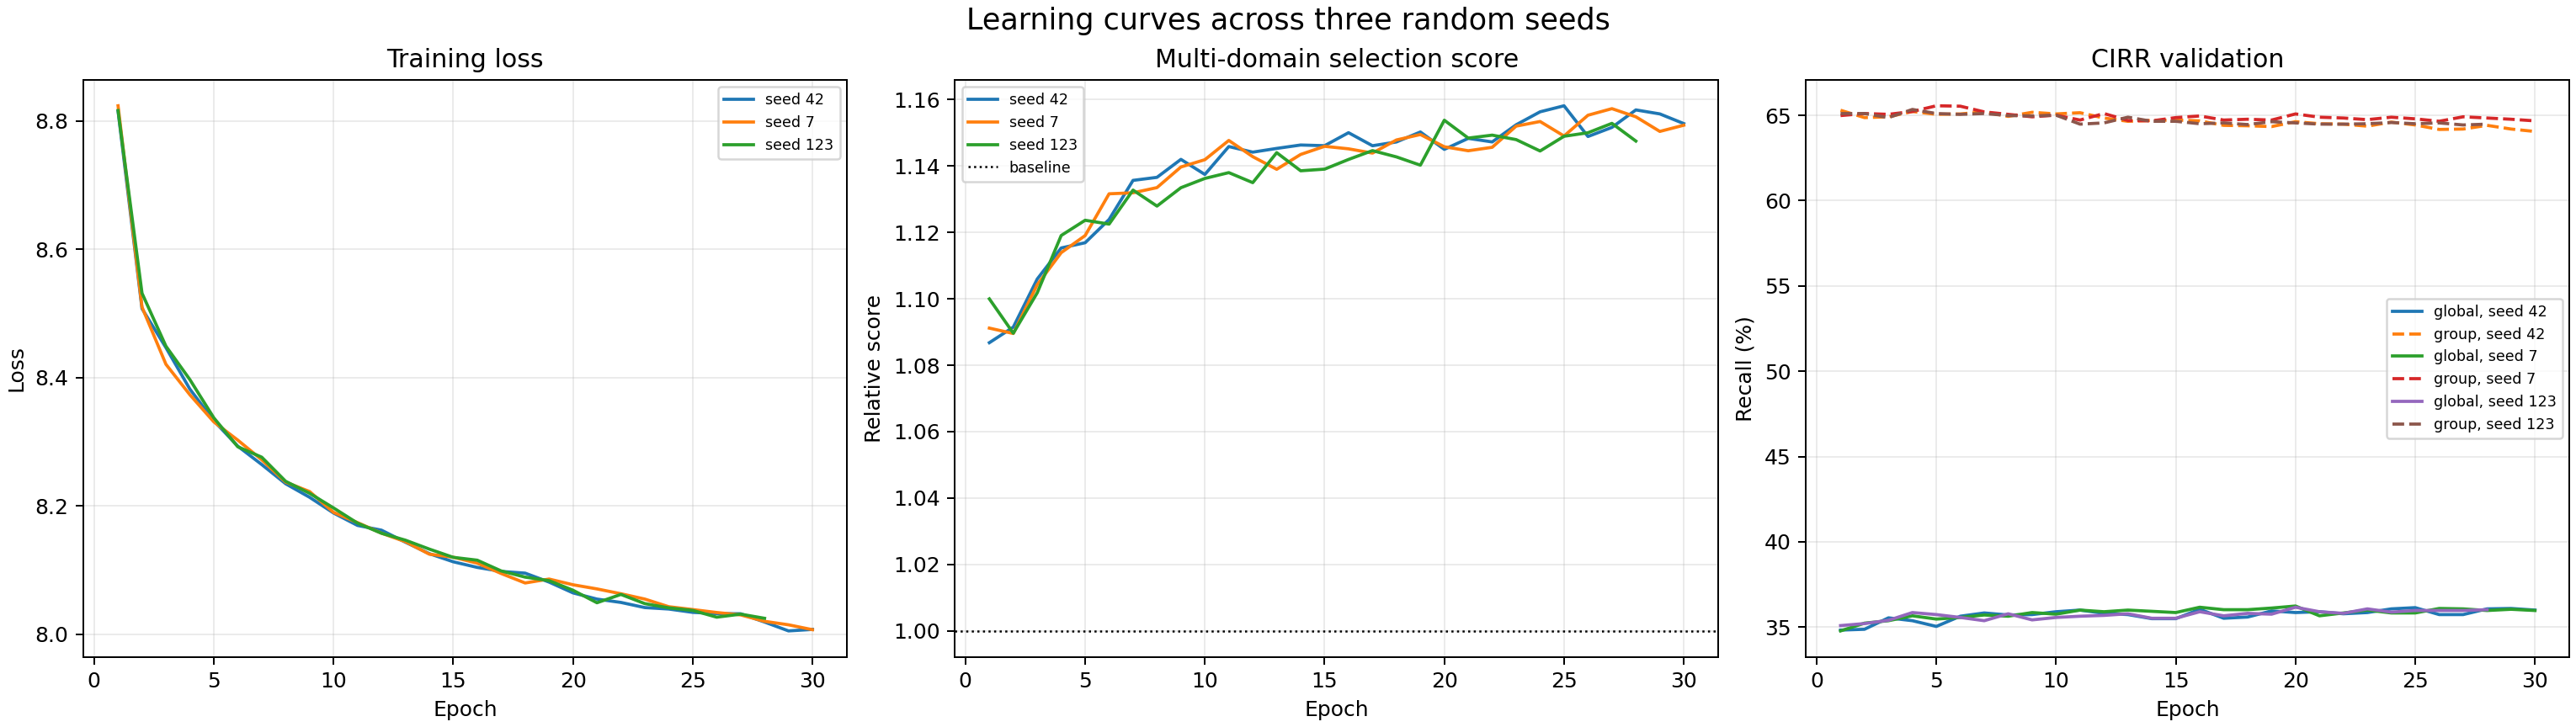 Learning curves across three random seeds
Training loss
Loss
8.8
8.6
8.4
8.2
8.0
0 5 10 15 20 25 30
Epoch
seed 42
seed 7
seed 123
Multi-domain selection score
Relative score
1.16
1.14
1.12
1.10
1.08
1.06
1.04
1.02
1.00
0 5 10 15 20 25 30
Epoch
seed 42
seed 7
seed 123
baseline
CIRR validation
Recall (%)
65
60
55
50
45
40
35
0 5 10 15 20 25 30
Epoch
global, seed 42
group, seed 42
global, seed 7
group, seed 7
global, seed 123
group, seed 123